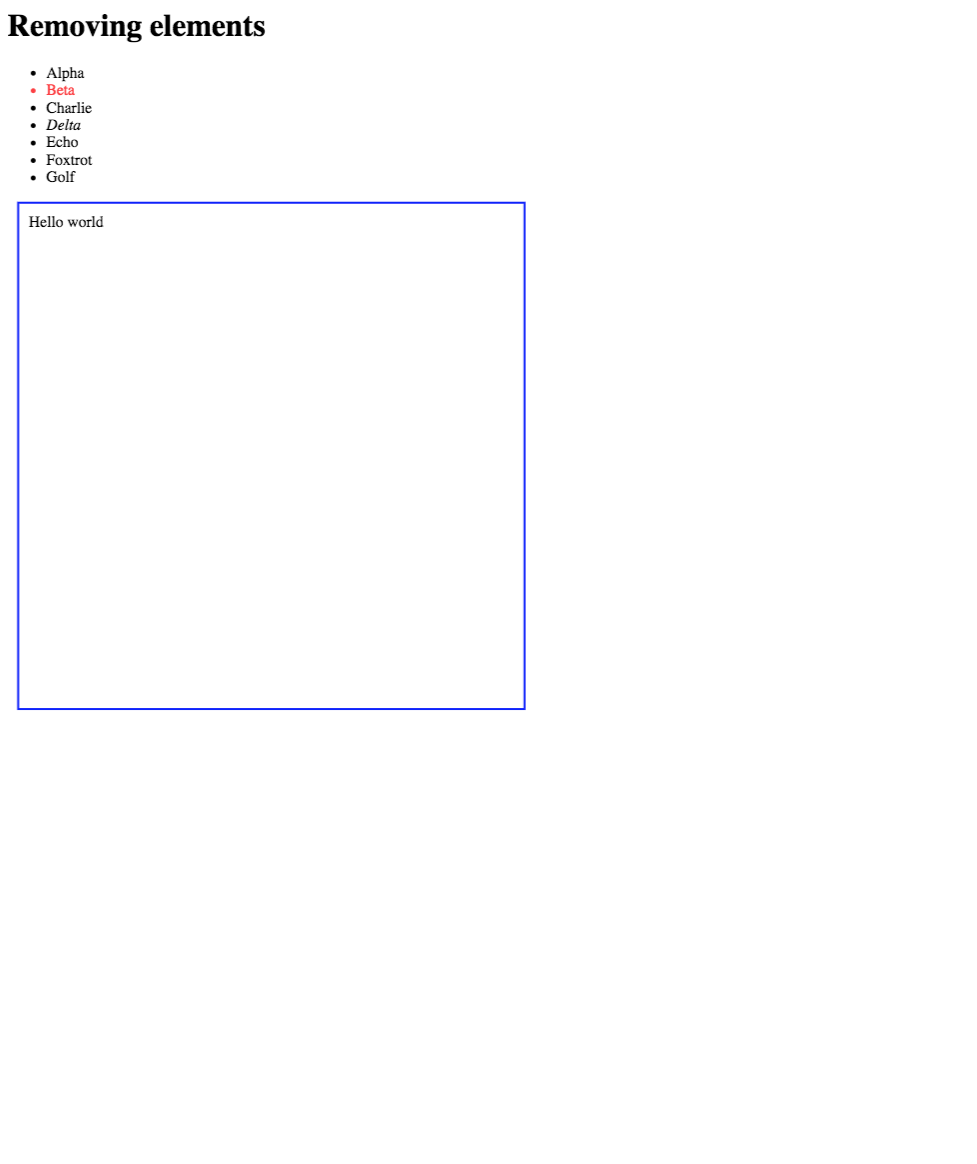 Removing elements
Alpha
Beta
Charlie
Delta
Echo
Foxtrot
Golf
Hello world